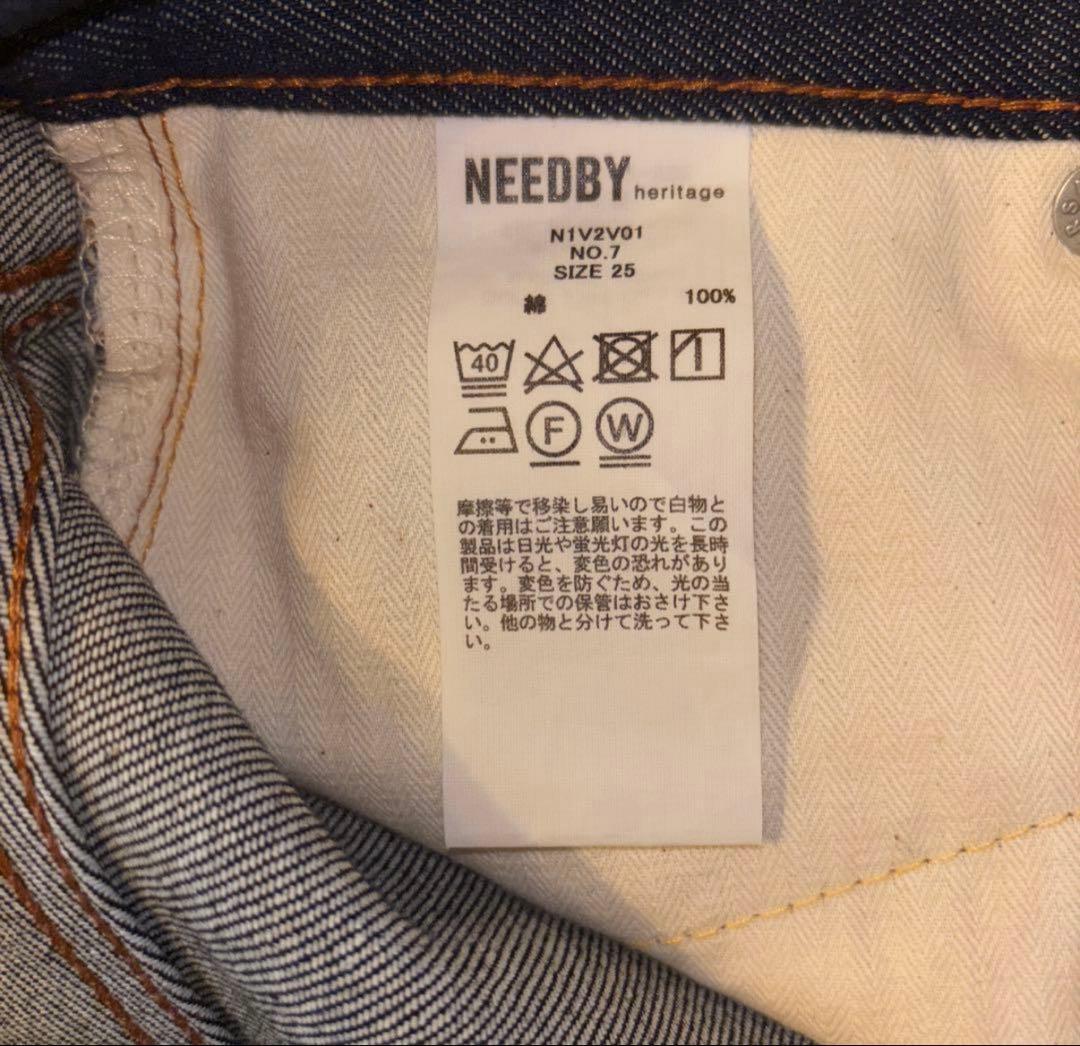 NEEDBY heritage
N1V2V01
NO.7
SIZE 25
綿 100%
40
1
F W
摩擦等で移染し易いので白物と
の着用はご注意願います。この
製品は日光や蛍光灯の光を長時
間受けると、変色の恐れがあり
ます。変色を防ぐため、光の当
たる場所での保管はおさけ下さ
い。他の物と分けて洗って下さ
い。